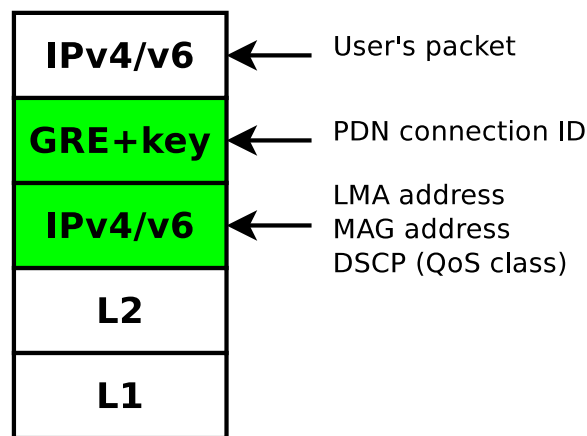 IPv4/v6
User's packet
GRE+key
PDN connection ID
IPv4/v6
LMA address
MAG address
DSCP (QoS class)
L2
L1